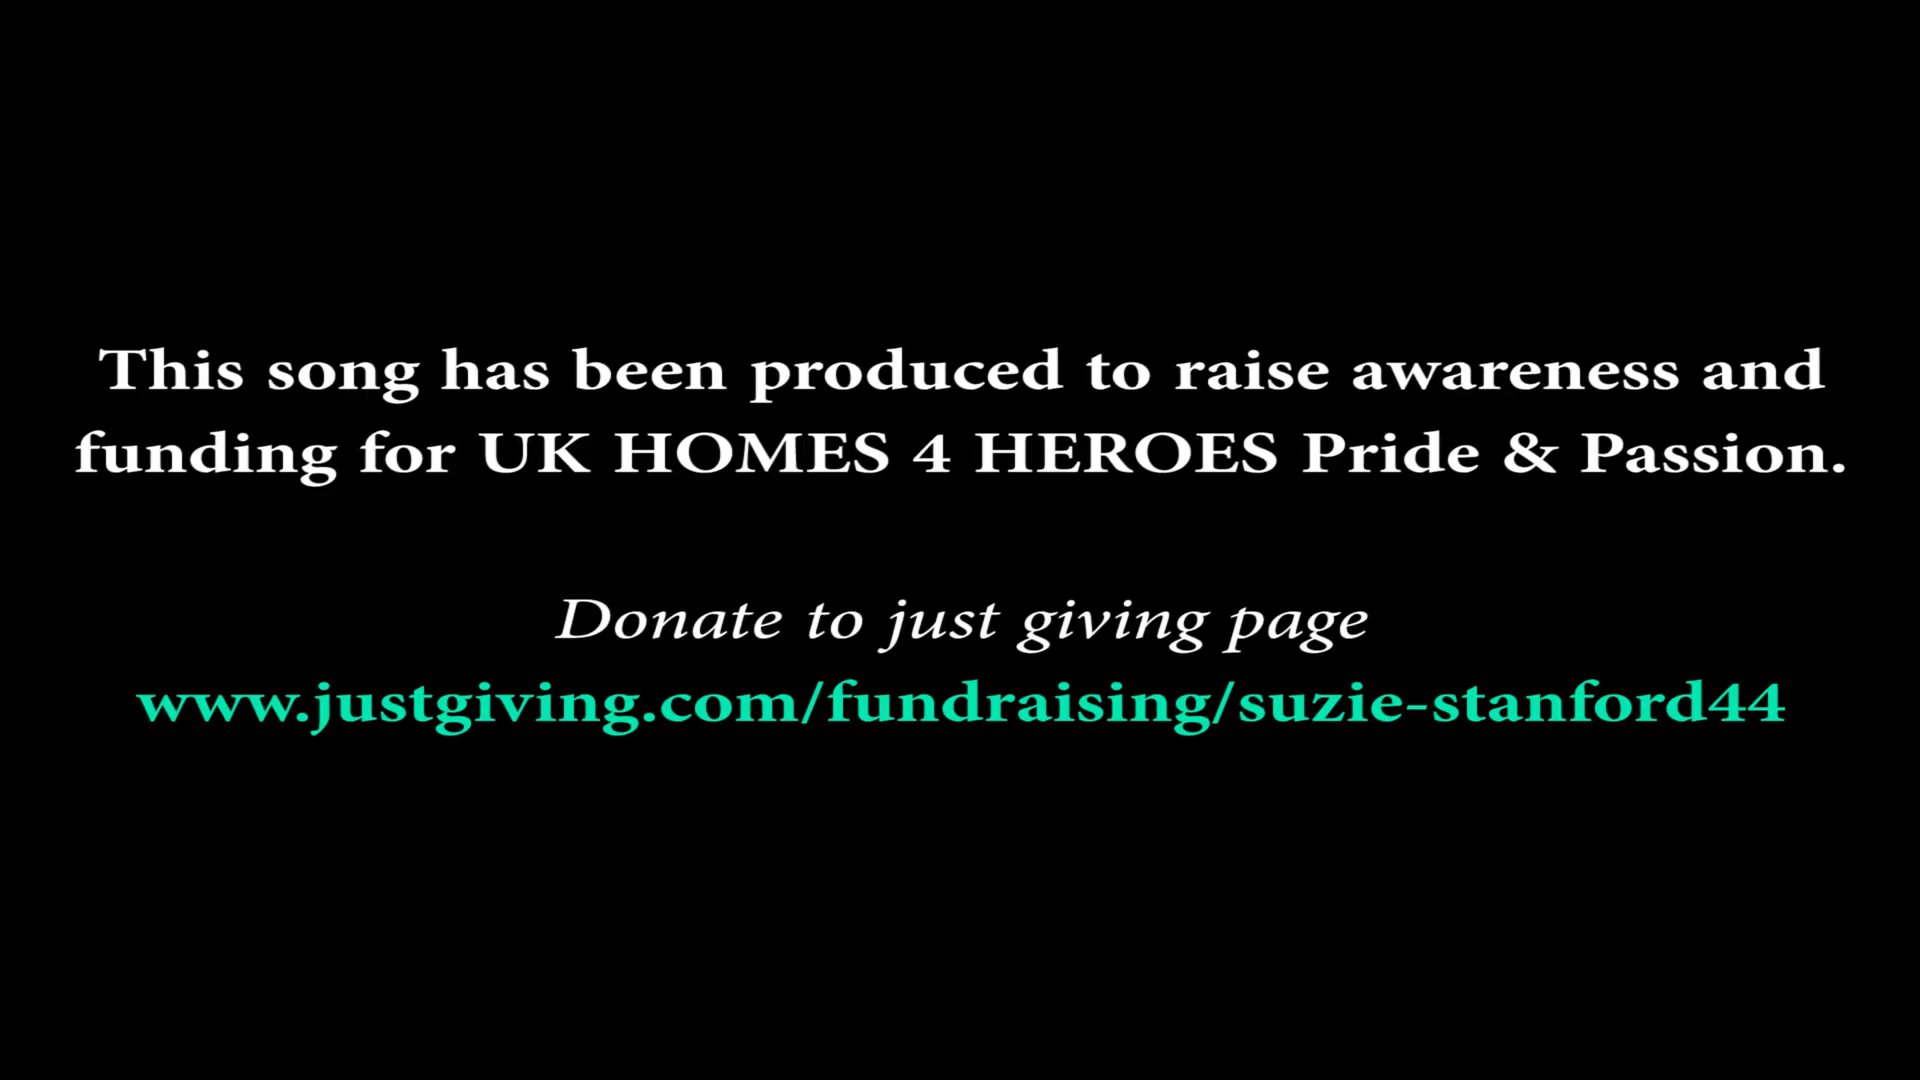 This song has been produced to raise awareness and
funding for UK HOMES 4 HEROES Pride & Passion.
Donate to just giving page
www.justgiving.com/fundraising/suzie-stanford44